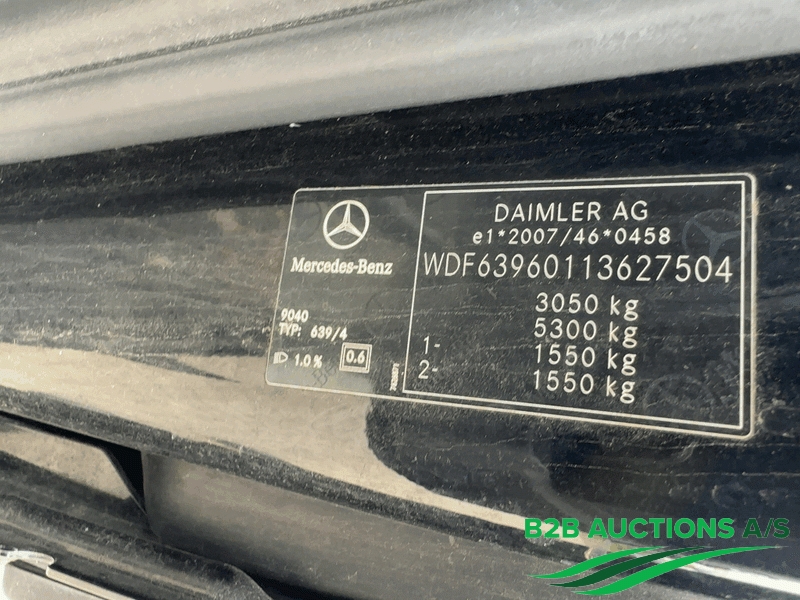 Mercedes-Benz
9040
TYP: 639/4
1.0 %
0.6
DAIMLER AG
e1*2007/46*0458
WDF63960113627504
3050 kg
5300 kg
1- 1550 kg
2- 1550 kg
B2B AUCTIONS A/S